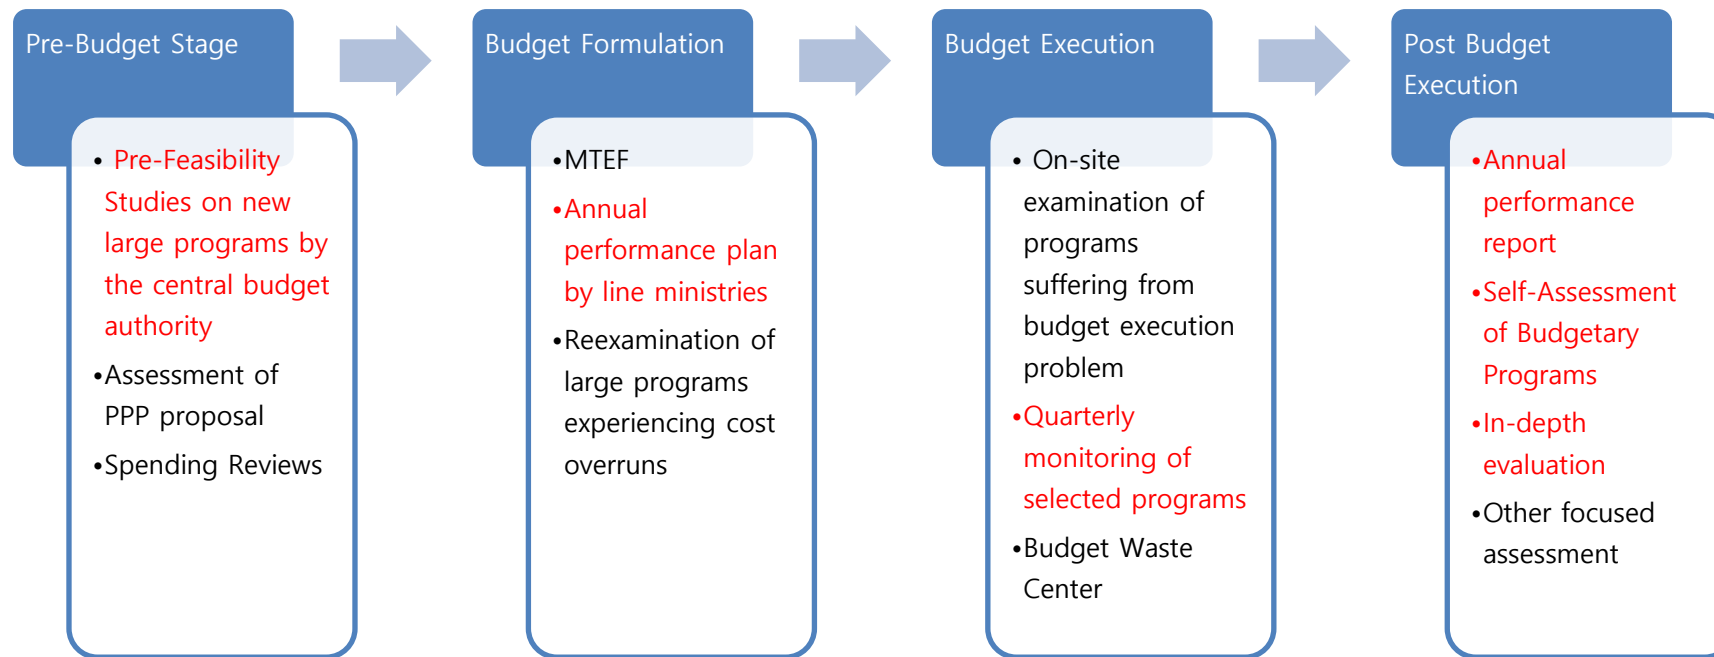 Pre-Budget Stage
• Pre-Feasibility
Studies on new
large programs by
the central budget
authority
•Assessment of
PPP proposal
•Spending Reviews
Budget Formulation
•MTEF
•Annual
performance plan
by line ministries
•Reexamination of
large programs
experiencing cost
overruns
Budget Execution
• On-site
examination of
programs
suffering from
budget execution
problem
•Quarterly
monitoring of
selected programs
•Budget Waste
Center
Post Budget
Execution
•Annual
performance
report
•Self-Assessment
of Budgetary
Programs
•In-depth
evaluation
•Other focused
assessment